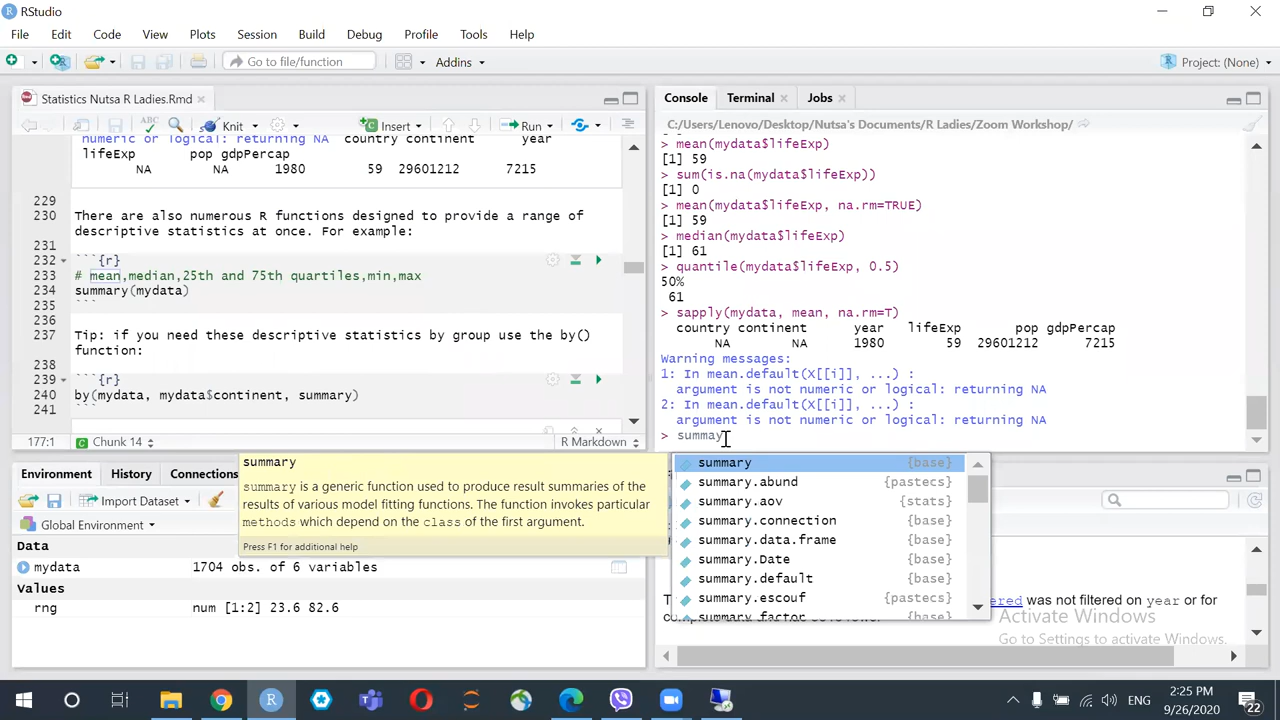 RStudio
File Edit Code View Plots Session Build Debug Profile Tools Help
Go to file/function Addins Project: (None)
Statistics Nutsa R Ladies.Rmd
ABC Knit Insert Run
numeric or logical: returning NA country continent year
lifeExp pop gdpPercap
NA NA 1980 59 29601212 7215
229
230 There are also numerous R functions designed to provide a range of
descriptive statistics at once. For example:
231
232 ```{r}
233 # mean,median,25th and 75th quartiles,min,max
234 summary(mydata)
235 ```
236
237 Tip: if you need these descriptive statistics by group use the by()
function:
238
239 ```{r}
240 by(mydata, mydata$continent, summary)
241
177:1 Chunk 14 R Markdown
Console Terminal Jobs
C:/Users/Lenovo/Desktop/Nutsa's Documents/R Ladies/Zoom Workshop/
> mean(mydata$lifeExp)
[1] 59
> sum(is.na(mydata$lifeExp))
[1] 0
> mean(mydata$lifeExp, na.rm=TRUE)
[1] 59
> median(mydata$lifeExp)
[1] 61
> quantile(mydata$lifeExp, 0.5)
50%
61
> sapply(mydata, mean, na.rm=T)
country continent year lifeExp pop gdpPercap
NA NA 1980 59 29601212 7215
Warning messages:
1: In mean.default(X[[i]], ...) :
argument is not numeric or logical: returning NA
2: In mean.default(X[[i]], ...) :
argument is not numeric or logical: returning NA
> summay
summary {base}
summary.abund {pastecs}
summary.aov {stats}
summary.connection {base}
summary.data.frame {base}
summary.Date {base}
summary.default {base}
summary.escouf {pastecs}
summary.factor {base}
summary
summary is a generic function used to produce result summaries of the
results of various model fitting functions. The function invokes particular
methods which depend on the class of the first argument.
Press F1 for additional help
Environment History Connections
Import Dataset
Global Environment
Data
mydata 1704 obs. of 6 variables
Values
rng num [1:2] 23.6 82.6
was not filtered on year or for
Activate Windows
Go to Settings to activate Windows.
ENG
2:25 PM
9/26/2020
22